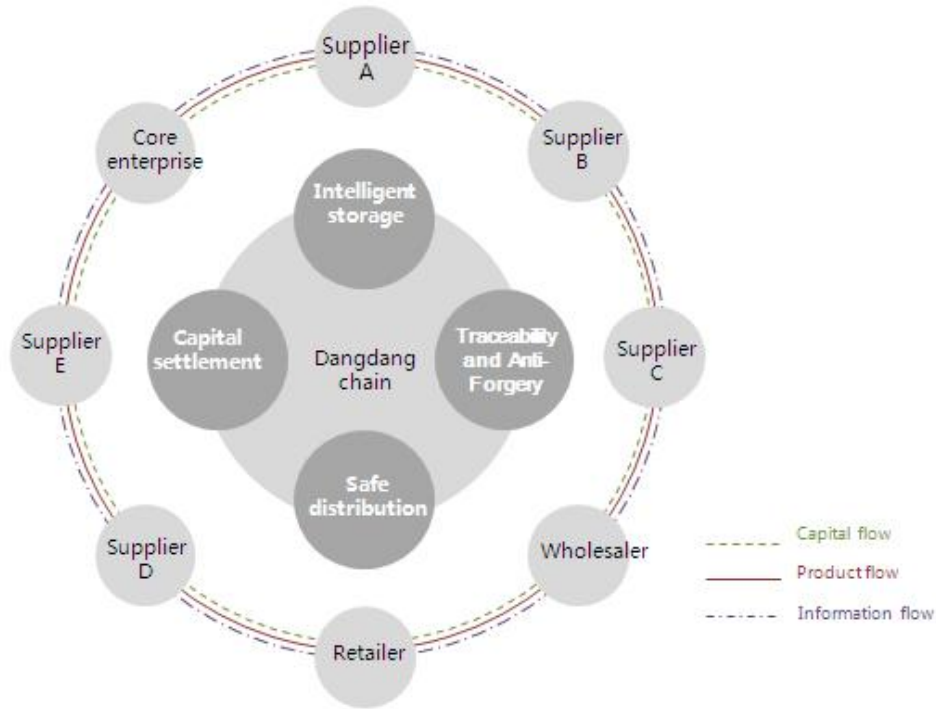 Supplier
A
Core
enterprise
Supplier
B
Intelligent
storage
Supplier
E
Capital
settlement
Dangdang
chain
Traceability
and Anti-
Forgery
Supplier
C
Safe
distribution
Supplier
D
Wholesaler
Retailer
Capital flow
Product flow
Information flow